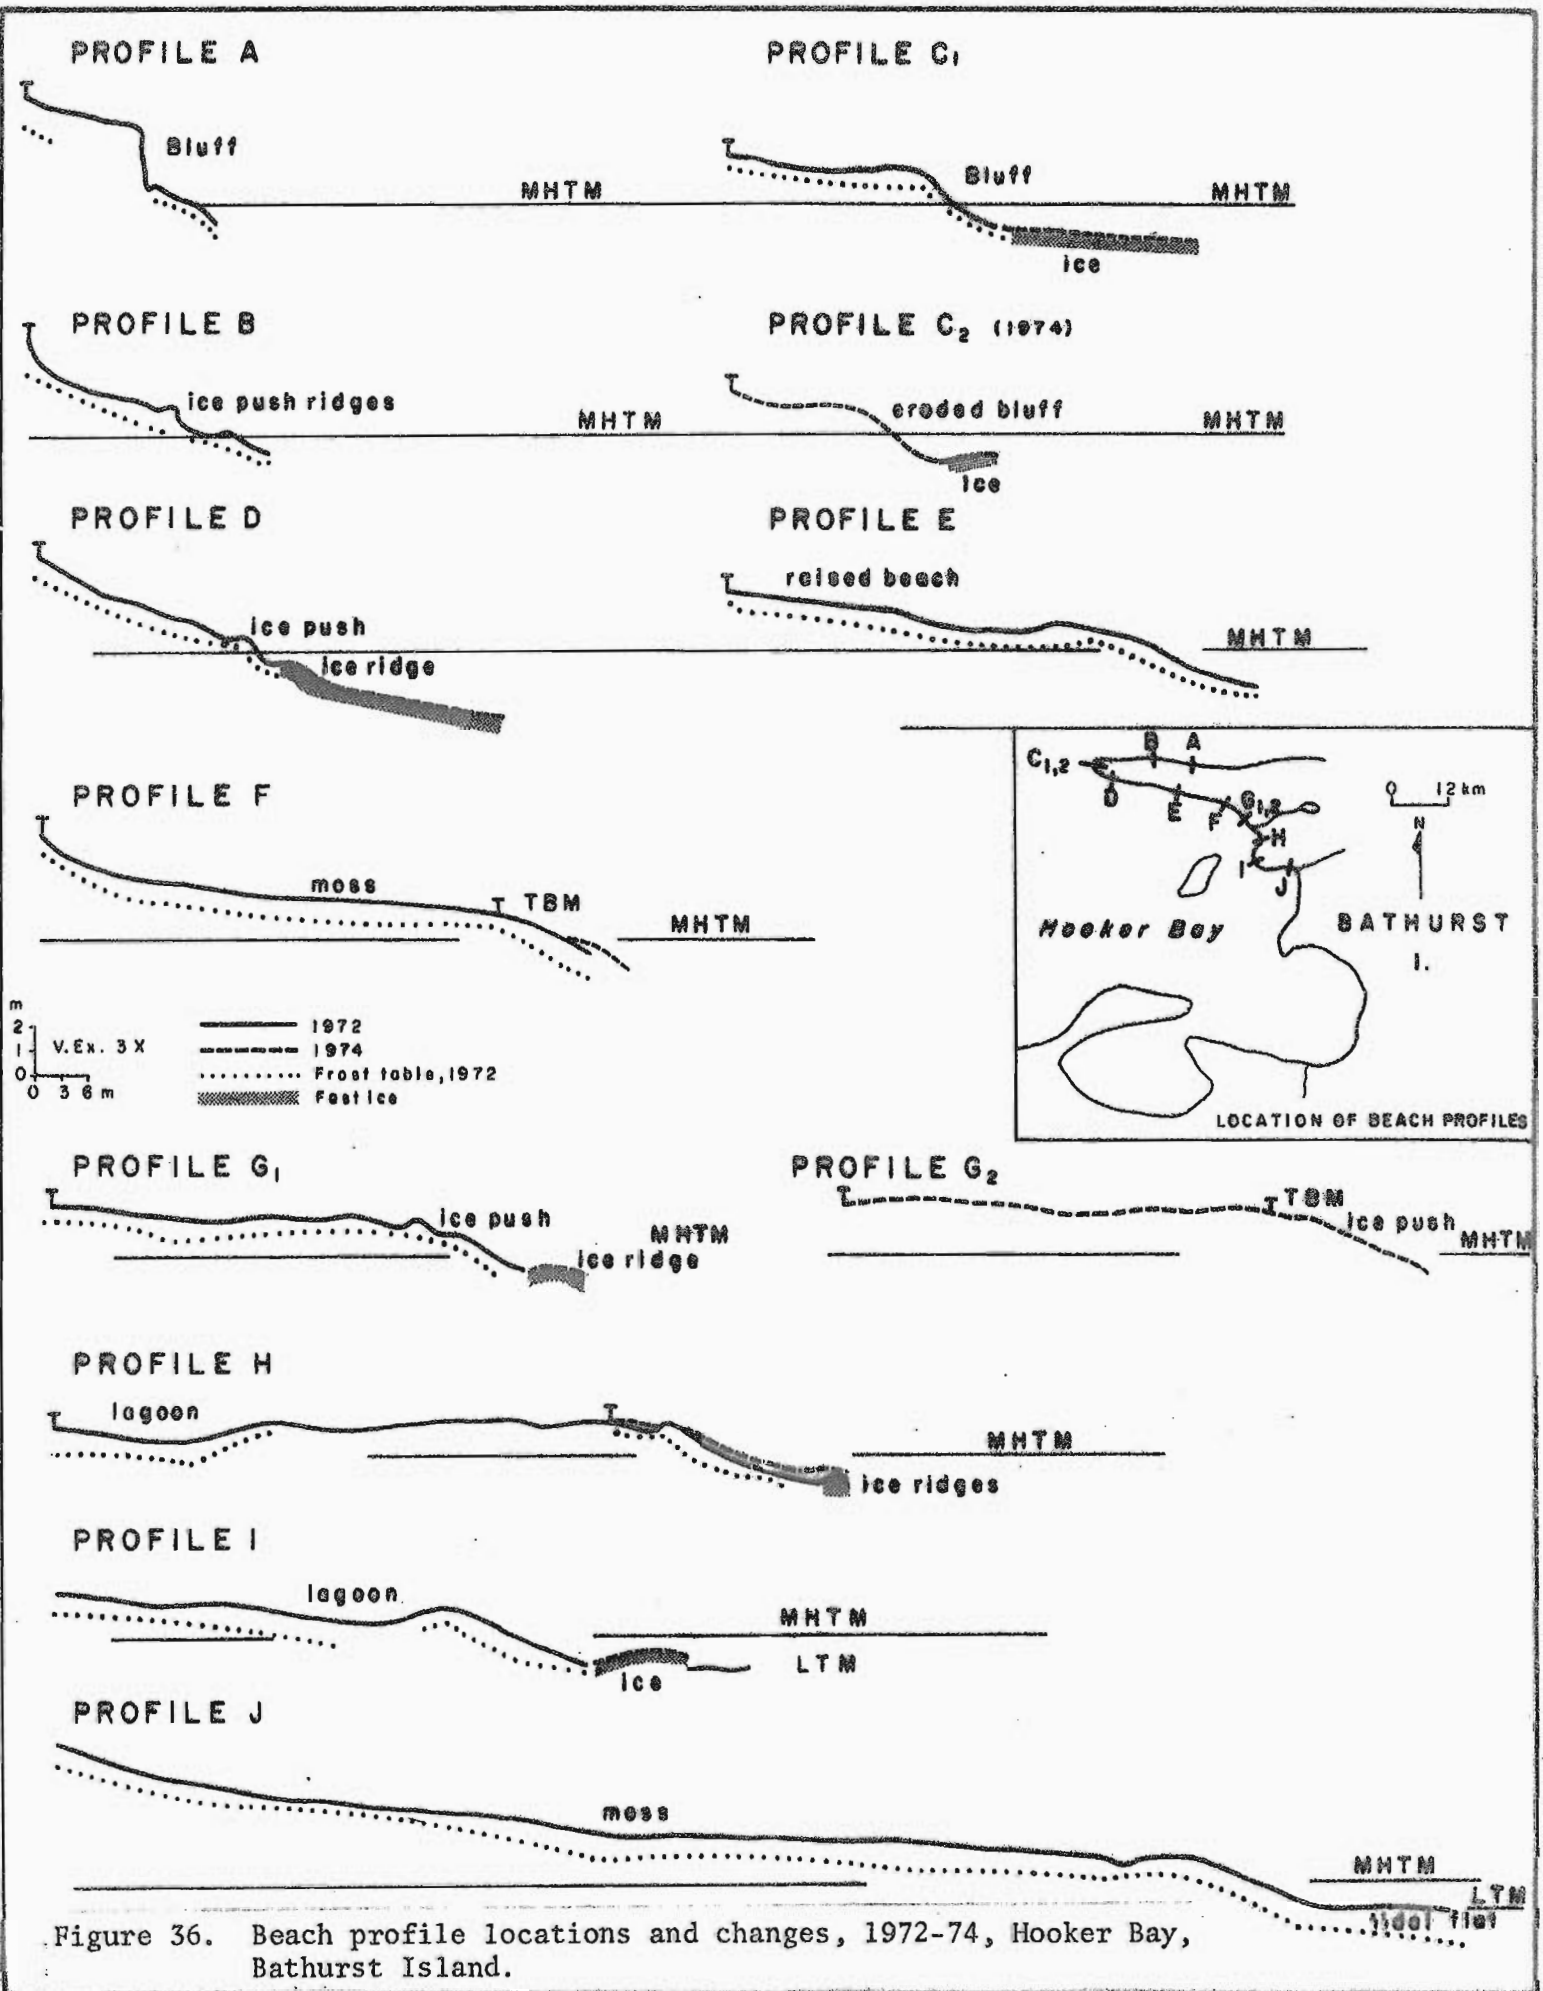 PROFILE A
PROFILE C1
Bluff
MHTM
Bluff
MHTM
ice
PROFILE B
PROFILE C2 (1974)
ice push ridges
MHTM
eroded bluff
MHTM
Ice
PROFILE D
PROFILE E
ice push
ice ridge
raised beach
MHTM
PROFILE F
moss
TBM
MHTM
C1,2
B
A
D
E
F
G1,2
H
I
J
0 12 km
N
Hooker Bay
BATHURST
I.
LOCATION OF BEACH PROFILES
m
2
1
0
V.Ex. 3X
0 3 6 m
1972
1974
Frost table, 1972
Fast Ice
PROFILE G1
PROFILE G2
ice push
MHTM
ice ridge
TBM
ice push
MHTM
PROFILE H
lagoon
MHTM
ice ridges
PROFILE I
lagoon
MHTM
LTM
ice
PROFILE J
moss
MHTM
LTM
tidal flat
Figure 36. Beach profile locations and changes, 1972-74, Hooker Bay,
Bathurst Island.